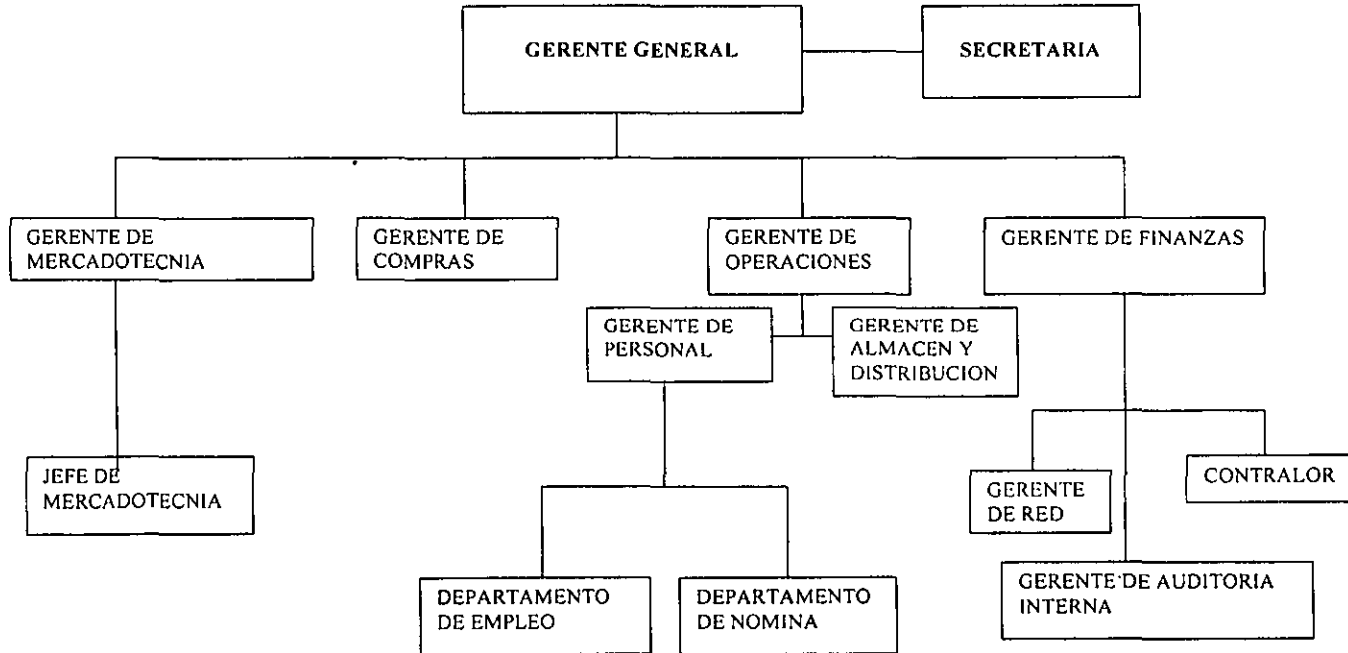 GERENTE GENERAL
SECRETARIA
GERENTE DE
MERCADOTECNIA
GERENTE DE
COMPRAS
GERENTE DE
OPERACIONES
GERENTE DE FINANZAS
GERENTE DE
PERSONAL
GERENTE DE
ALMACEN Y
DISTRIBUCION
JEFE DE
MERCADOTECNIA
GERENTE
DE RED
CONTRALOR
DEPARTAMENTO
DE EMPLEO
DEPARTAMENTO
DE NOMINA
GERENTE DE AUDITORIA
INTERNA